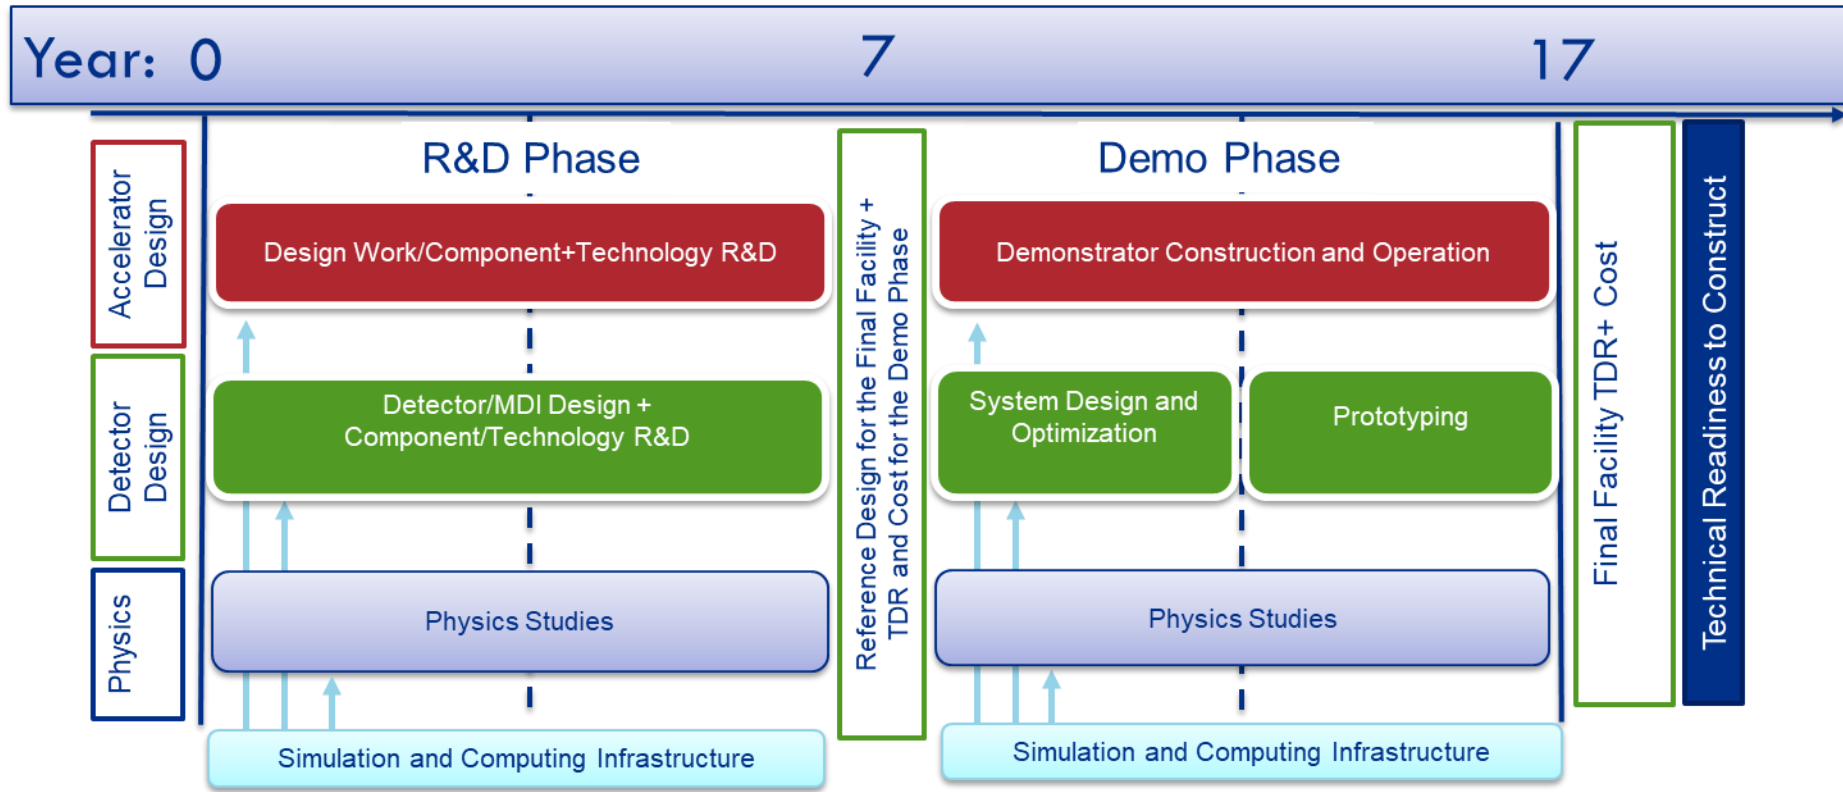 Year: 0 7 17
R&D Phase
Demo Phase
Accelerator
Design
Design Work/Component+Technology R&D
Reference Design for the Final Facility +
TDR and Cost for the Demo Phase
Demonstrator Construction and Operation
Final Facility TDR+ Cost
Technical Readiness to Construct
Detector
Design
Detector/MDI Design +
Component/Technology R&D
System Design and
Optimization
Prototyping
Physics
Physics Studies
Physics Studies
Simulation and Computing Infrastructure
Simulation and Computing Infrastructure